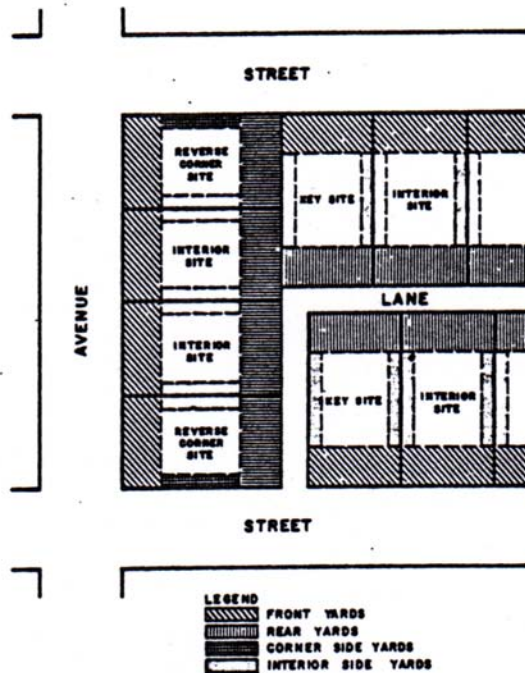 STREET
REVERSE
CORNER
SITE
KEY SITE
INTERIOR
SITE
INTERIOR
SITE
LANE
AVENUE
INTERIOR
SITE
KEY SITE
INTERIOR
SITE
REVERSE
CORNER
SITE
STREET
LEGEND
FRONT YARDS
REAR YARDS
CORNER SIDE YARDS
INTERIOR SIDE YARDS